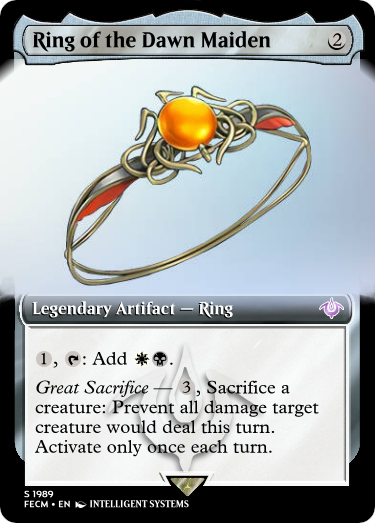 Ring of the Dawn Maiden 2
Legendary Artifact — Ring
1, : Add .
Great Sacrifice — 3, Sacrifice a
creature: Prevent all damage target
creature would deal this turn.
Activate only once each turn.
S 1989
FECM • EN INTELLIGENT SYSTEMS